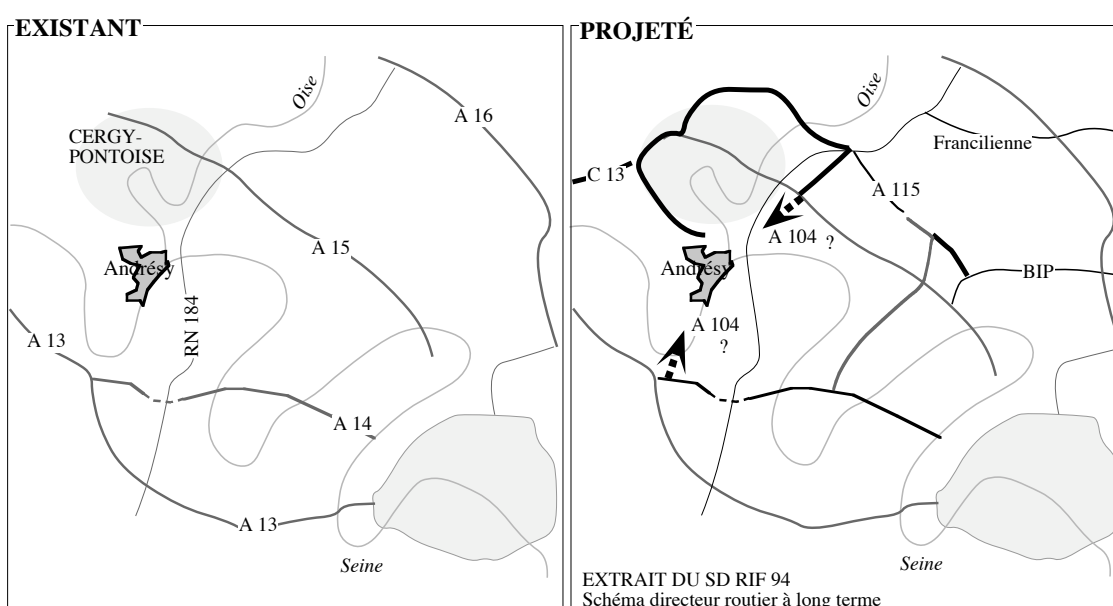 EXISTANT
Oise
A 16
CERGY-
PONTOISE
A 15
Andrésy
RN 184
A 13
A 14
A 13
Seine
PROJETÉ
Oise
Francilienne
C 13
A 115
A 104 ?
Andrésy
BIP
A 104
?
Seine
EXTRAIT DU SD RIF 94
Schéma directeur routier à long terme